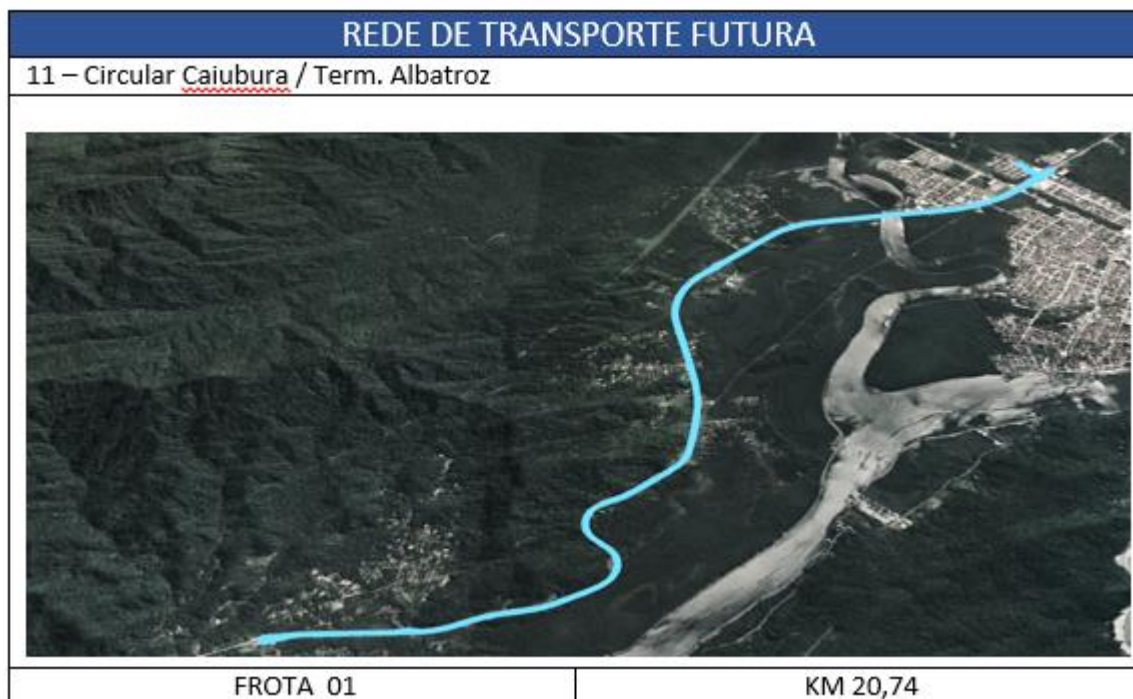 REDE DE TRANSPORTE FUTURA
11 – Circular Caiubura / Term. Albatroz
FROTA 01
KM 20,74